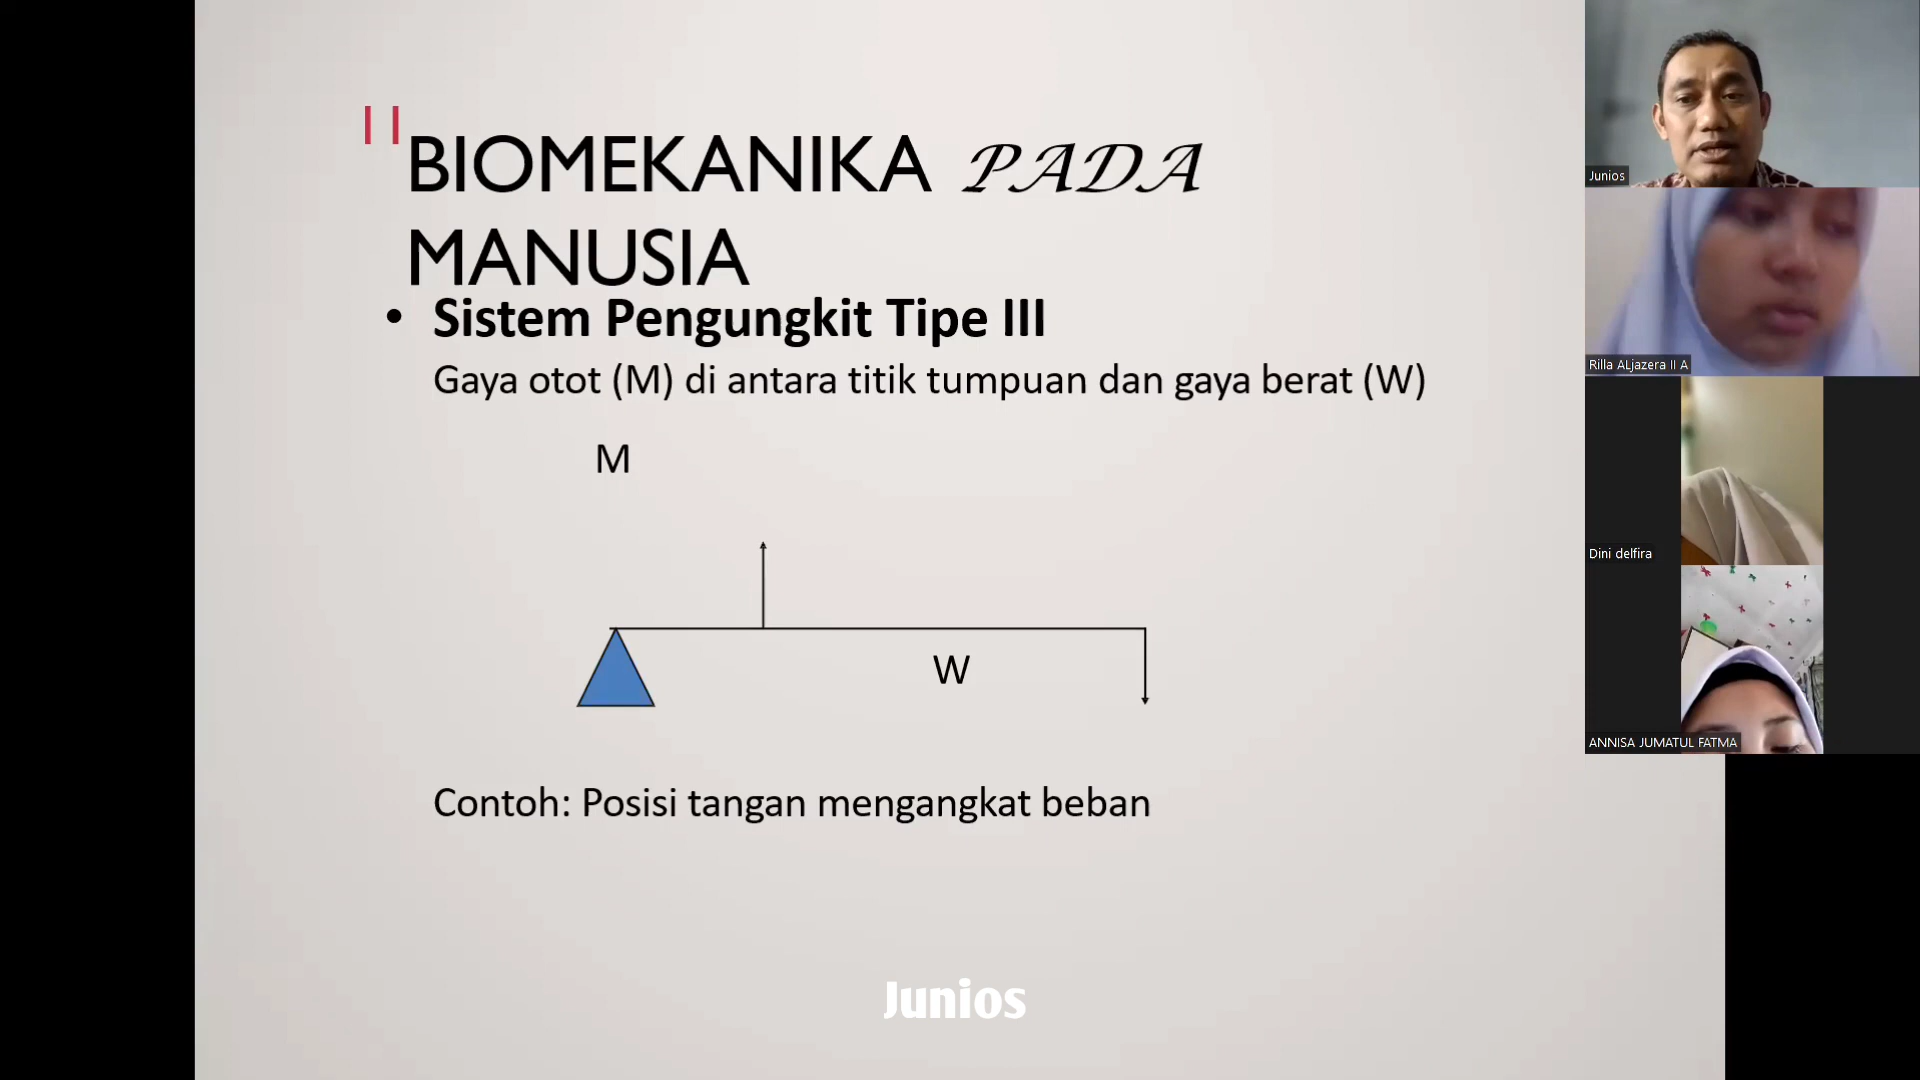 BIOMEKANIKA PADA
MANUSIA
• Sistem Pengungkit Tipe III
Gaya otot (M) di antara titik tumpuan dan gaya berat (W)
M
W
Contoh: Posisi tangan mengangkat beban
Junios
Junios
Rilla ALjazera II A
Dini delfira
ANNISA JUMATUL FATMA